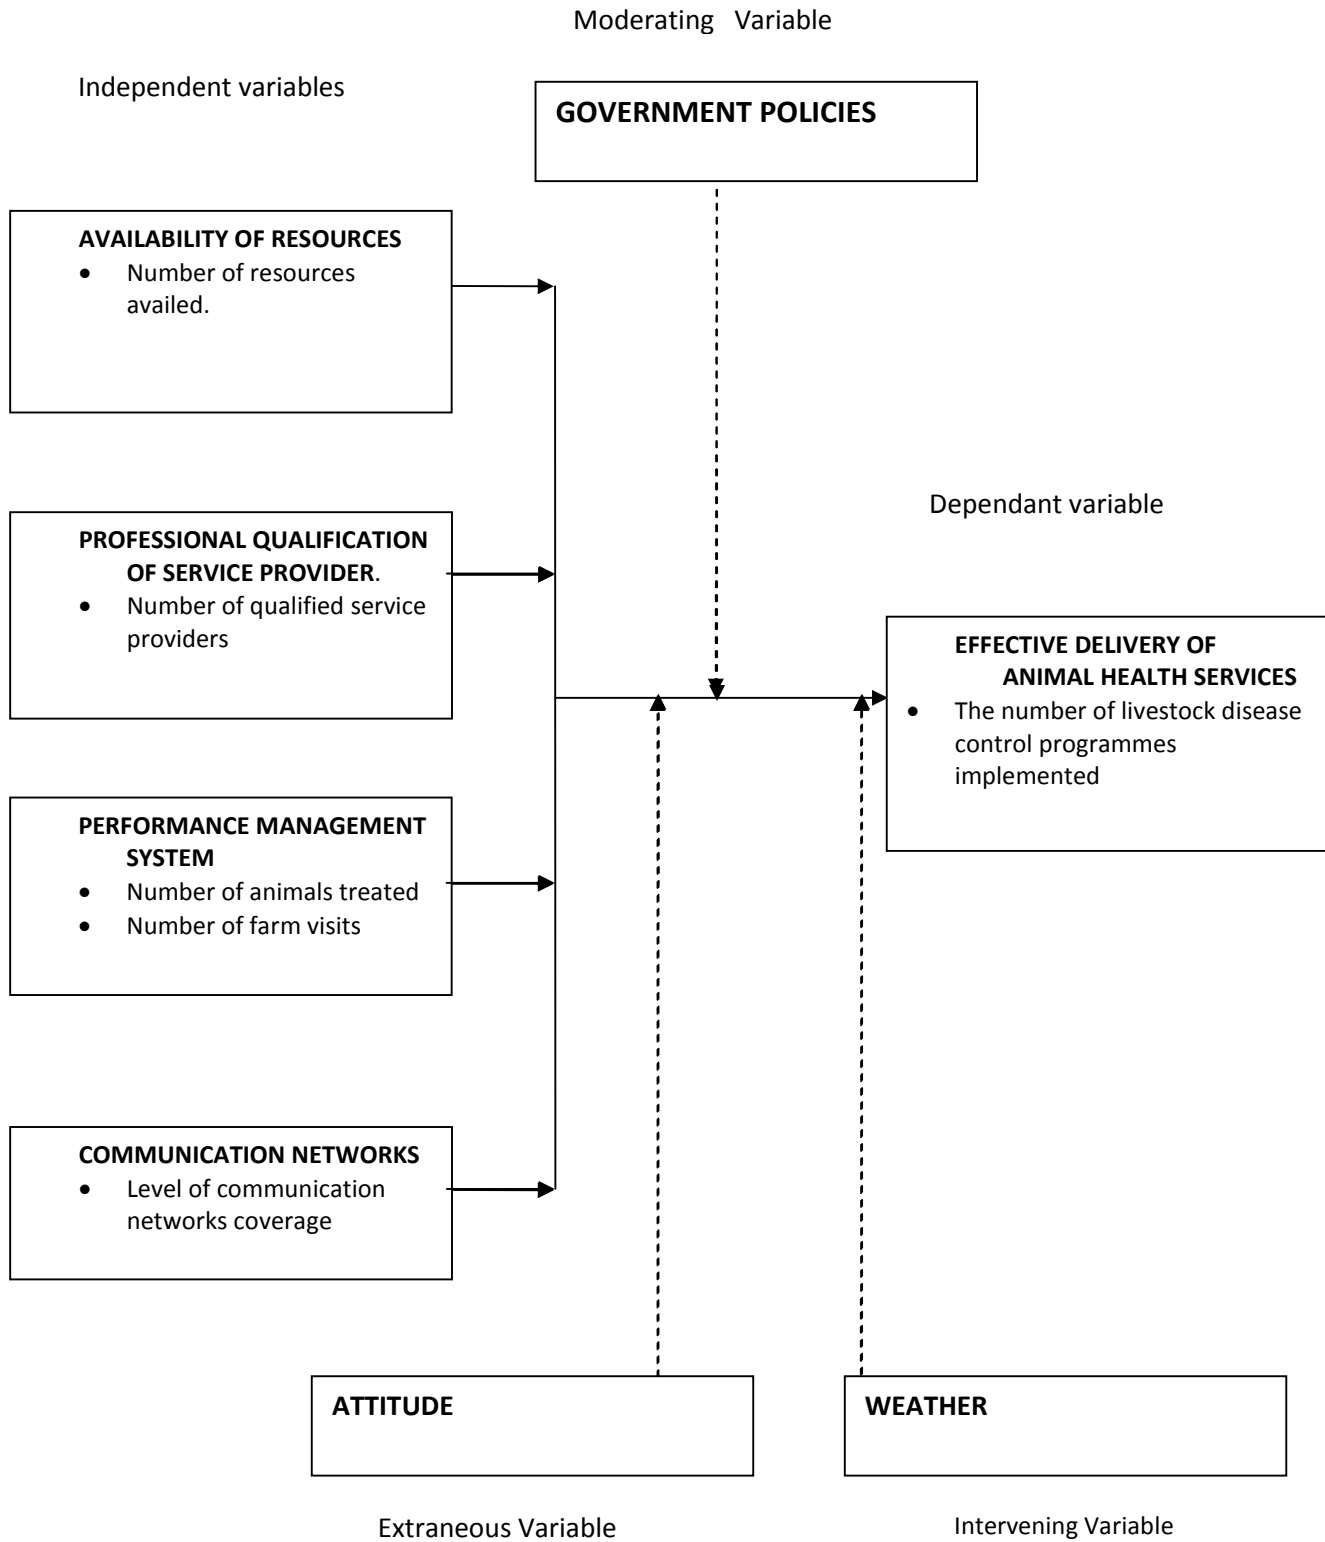 Moderating Variable
Independent variables
GOVERNMENT POLICIES
AVAILABILITY OF RESOURCES
• Number of resources
availed.
PROFESSIONAL QUALIFICATION
OF SERVICE PROVIDER.
• Number of qualified service
providers
Dependant variable
EFFECTIVE DELIVERY OF
ANIMAL HEALTH SERVICES
• The number of livestock disease
control programmes
implemented
PERFORMANCE MANAGEMENT
SYSTEM
• Number of animals treated
• Number of farm visits
COMMUNICATION NETWORKS
• Level of communication
networks coverage
ATTITUDE
WEATHER
Extraneous Variable
Intervening Variable